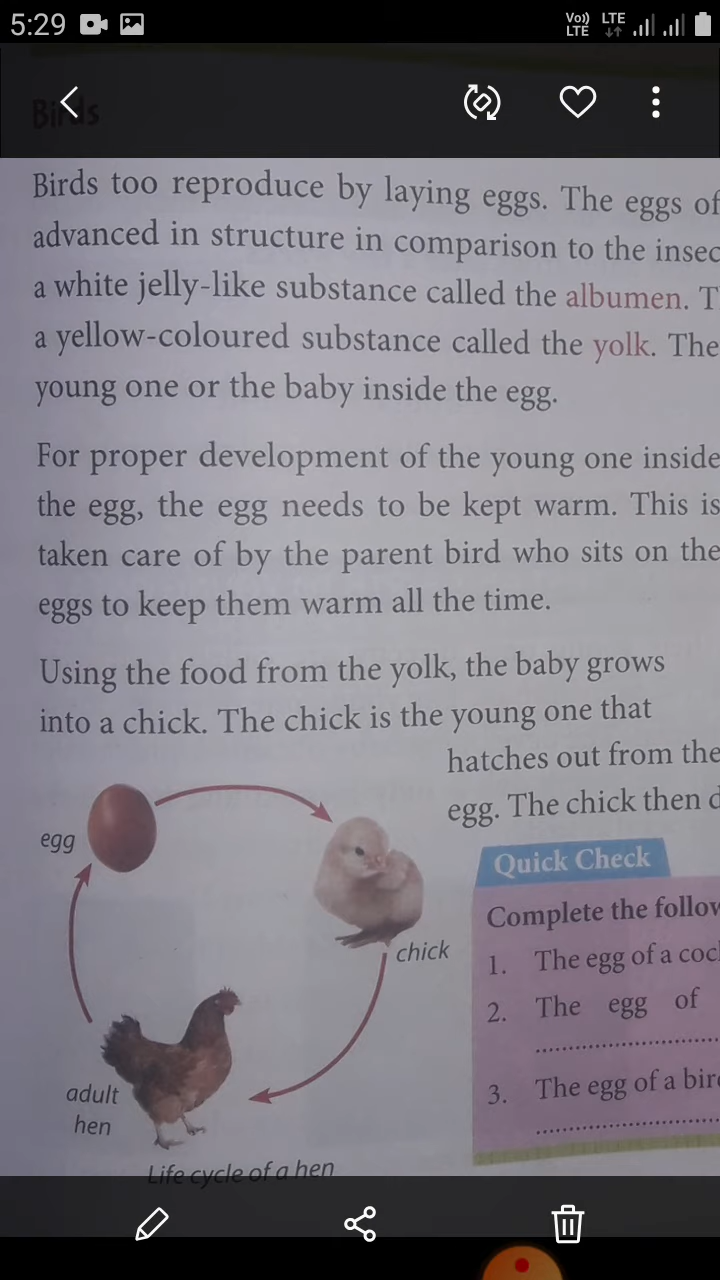 5:29
Vo)) LTE LTE
Birds
Birds too reproduce by laying eggs. The eggs of
advanced in structure in comparison to the insec
a white jelly-like substance called the albumen. T
a yellow-coloured substance called the yolk. The
young one or the baby inside the egg.
For proper development of the young one inside
the egg, the egg needs to be kept warm. This is
taken care of by the parent bird who sits on the
eggs to keep them warm all the time.
Using the food from the yolk, the baby grows
into a chick. The chick is the young one that
hatches out from the
egg. The chick then d
egg
chick
adult
hen
Life cycle of a hen
Quick Check
Complete the follow
1. The egg of a coc
2. The egg of
....................
3. The egg of a bir
....................